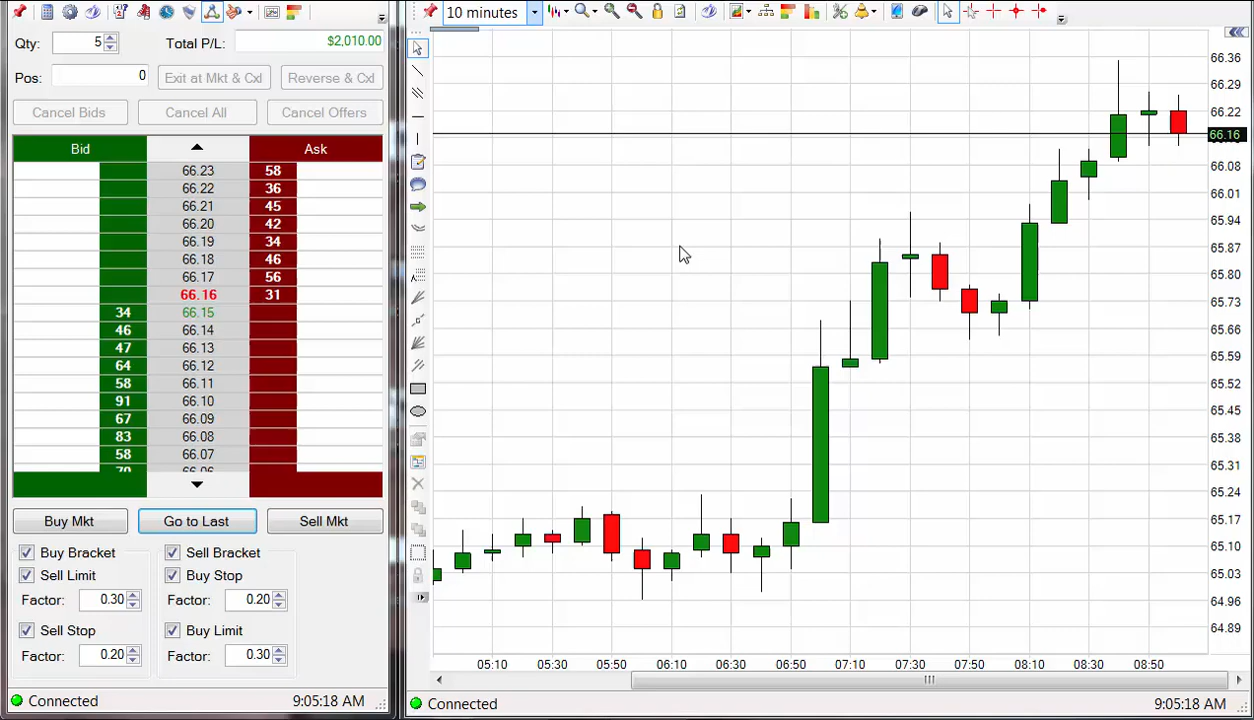 10 minutes
Qty: 5 Total P/L: $2,010.00
Pos: 0 Exit at Mkt & Cxl Reverse & Cxl
Cancel Bids Cancel All Cancel Offers
Bid Ask
66.23 58
66.22 36
66.21 45
66.20 42
66.19 34
66.18 46
66.17 56
66.16 31
34 66.15
46 66.14
47 66.13
64 66.12
58 66.11
91 66.10
67 66.09
83 66.08
58 66.07
70 66.06
Buy Mkt Go to Last Sell Mkt
Buy Bracket Sell Bracket
Sell Limit Buy Stop
Factor: 0.30 Factor: 0.20
Sell Stop Buy Limit
Factor: 0.20 Factor: 0.30
Connected 9:05:18 AM
66.36
66.29
66.22
66.16
66.08
66.01
65.94
65.87
65.80
65.73
65.66
65.59
65.52
65.45
65.38
65.31
65.24
65.17
65.10
65.03
64.96
64.89
05:10 05:30 05:50 06:10 06:30 06:50 07:10 07:30 07:50 08:10 08:30 08:50
Connected 9:05:18 AM